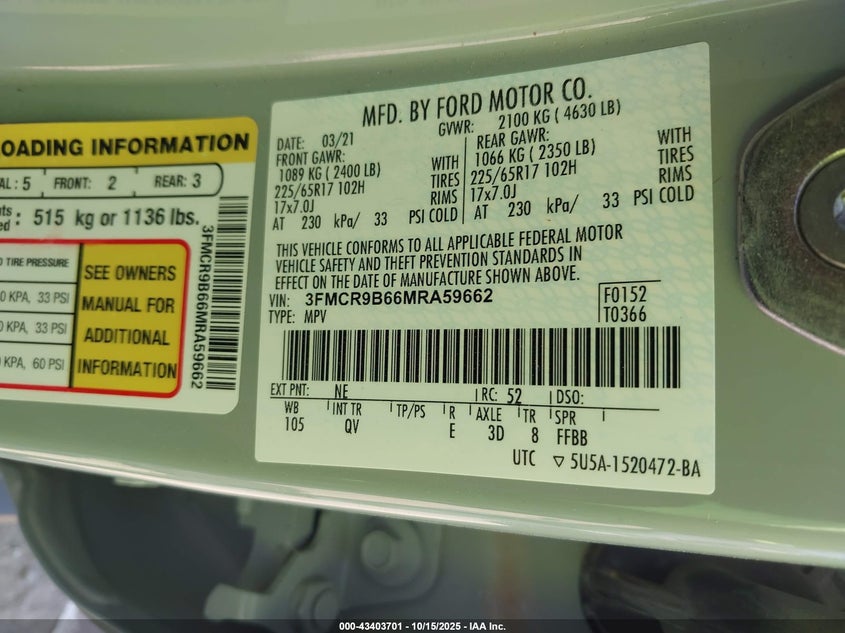 OADING INFORMATION
AL: 5 FRONT: 2 REAR: 3
515 kg or 1136 lbs.
TIRE PRESSURE
0 KPA, 33 PSI
0 KPA, 33 PSI
0 KPA, 60 PSI
SEE OWNERS
MANUAL FOR
ADDITIONAL
INFORMATION
3FMCR9B66MRA59662
MFD. BY FORD MOTOR CO.
DATE: 03/21 GVWR: 2100 KG ( 4630 LB)
FRONT GAWR: REAR GAWR:
1089 KG ( 2400 LB) WITH 1066 KG ( 2350 LB) WITH
225/65R17 102H TIRES 225/65R17 102H TIRES
17x7.0J RIMS 17x7.0J RIMS
AT 230 kPa/ 33 PSI COLD AT 230 kPa/ 33 PSI COLD
THIS VEHICLE CONFORMS TO ALL APPLICABLE FEDERAL MOTOR
VEHICLE SAFETY AND THEFT PREVENTION STANDARDS IN
EFFECT ON THE DATE OF MANUFACTURE SHOWN ABOVE.
VIN: 3FMCR9B66MRA59662 F0152
TYPE: MPV T0366
EXT PNT: NE RC: 52 DSO:
WB INT TR TP/PS R AXLE TR SPR
105 QV E 3D 8 FFBB
UTC ▽ 5U5A-1520472-BA
000-43403701 - 10/15/2025 - IAA Inc.